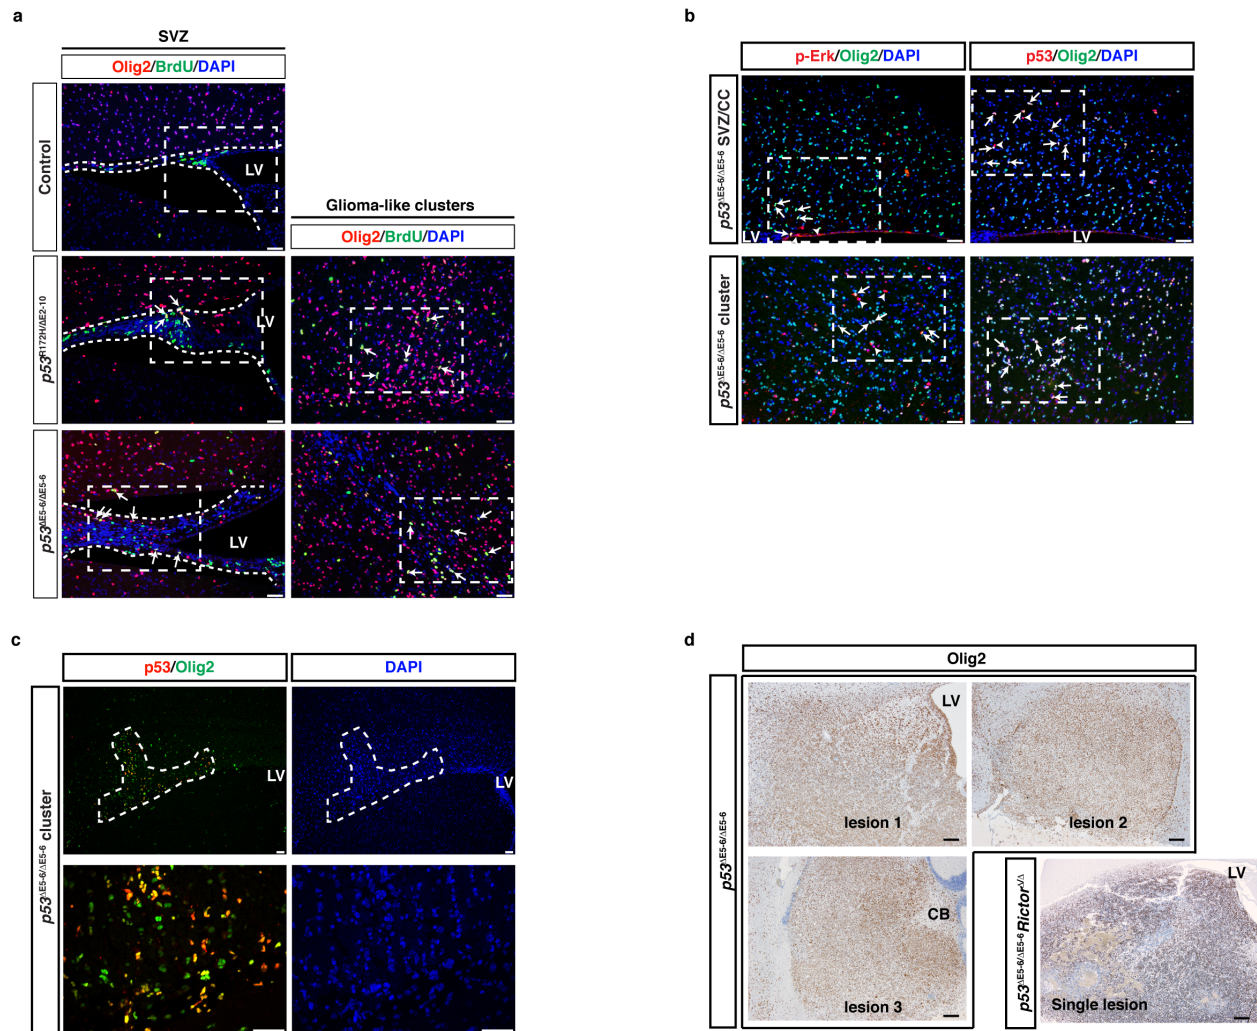 a
SVZ
Olig2/BrdU/DAPI
Control
LV
Glioma-like clusters
Olig2/BrdU/DAPI
p53R172H/ΔE2-10
LV
p53ΔE5-6/ΔE5-6
LV
b
p-Erk/Olig2/DAPI
p53/Olig2/DAPI
p53ΔE5-6/ΔE5-6 SVZ/CC
LV
LV
p53ΔE5-6/ΔE5-6 cluster
c
p53/Olig2
DAPI
p53ΔE5-6/ΔE5-6 cluster
LV
LV
d
Olig2
p53ΔE5-6/ΔE5-6
LV
lesion 1
lesion 2
CB
lesion 3
p53ΔE5-6/ΔE5-6RictorΔ/Δ
LV
Single lesion